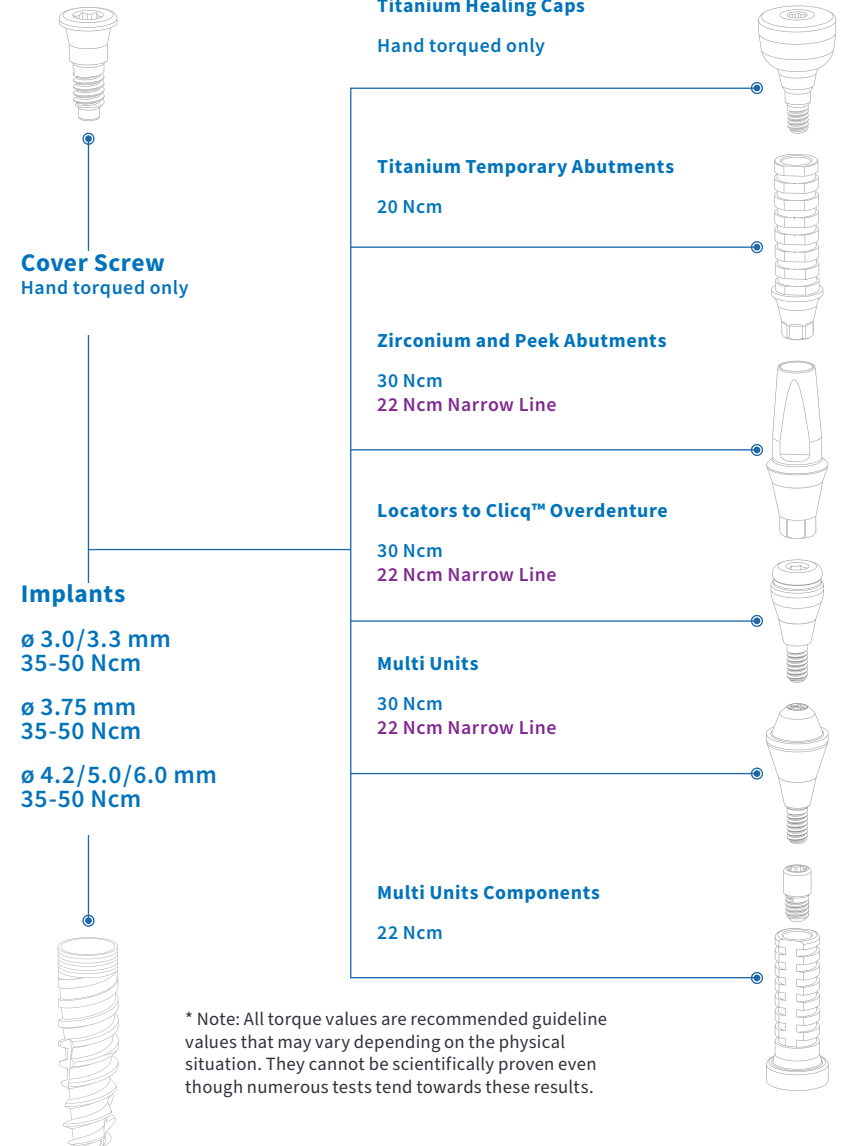 Titanium Healing Caps
Hand torqued only
Titanium Temporary Abutments
20 Ncm
Cover Screw
Hand torqued only
Zirconium and Peek Abutments
30 Ncm
22 Ncm Narrow Line
Locators to Clicq™ Overdenture
30 Ncm
22 Ncm Narrow Line
Implants
ø 3.0/3.3 mm
35-50 Ncm
ø 3.75 mm
35-50 Ncm
ø 4.2/5.0/6.0 mm
35-50 Ncm
Multi Units
30 Ncm
22 Ncm Narrow Line
Multi Units Components
22 Ncm
* Note: All torque values are recommended guideline
values that may vary depending on the physical
situation. They cannot be scientifically proven even
though numerous tests tend towards these results.